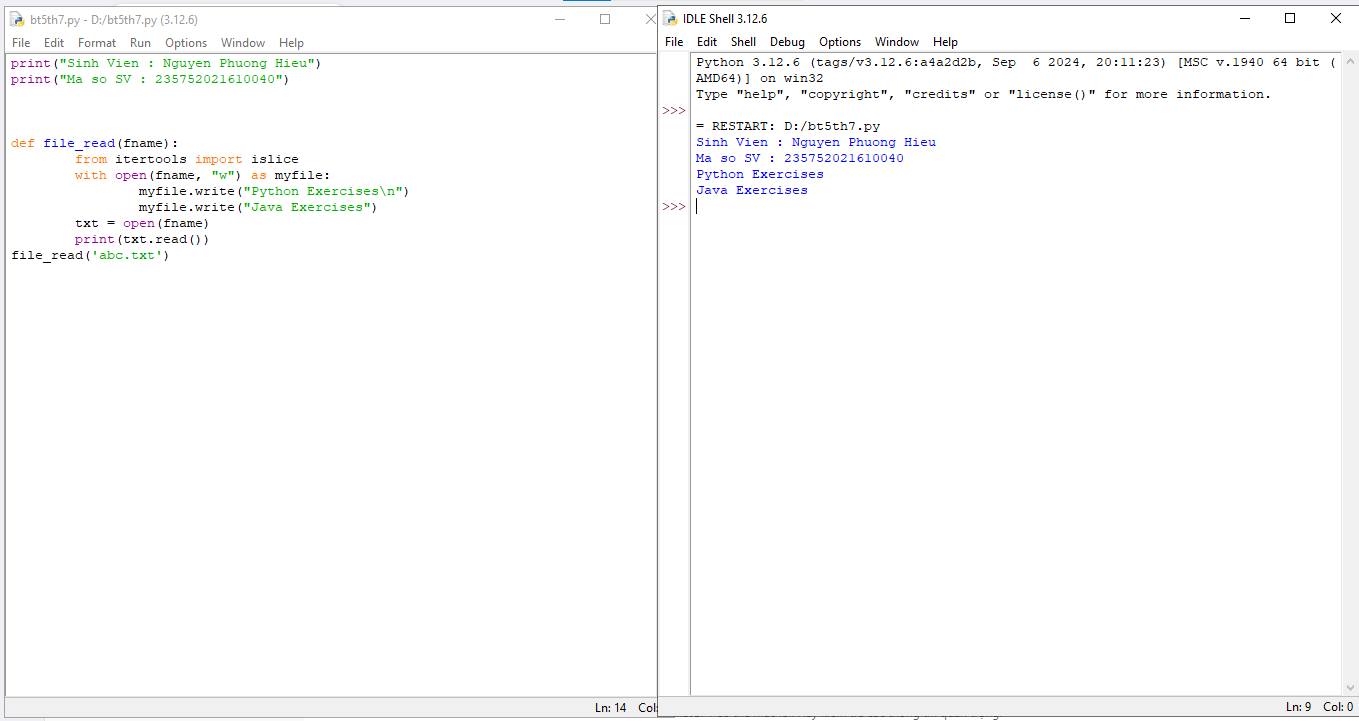 bt5th7.py - D:/bt5th7.py (3.12.6)
File Edit Format Run Options Window Help
print("Sinh Vien : Nguyen Phuong Hieu")
print("Ma so SV : 235752021610040")
def file_read(fname):
        from itertools import islice
        with open(fname, "w") as myfile:
                myfile.write("Python Exercises\n")
                myfile.write("Java Exercises")
        txt = open(fname)
        print(txt.read())
file_read('abc.txt')
Ln: 14 Col:
IDLE Shell 3.12.6
File Edit Shell Debug Options Window Help
Python 3.12.6 (tags/v3.12.6:a4a2d2b, Sep  6 2024, 20:11:23) [MSC v.1940 64 bit (
AMD64)] on win32
Type "help", "copyright", "credits" or "license()" for more information.
>>>
= RESTART: D:/bt5th7.py
Sinh Vien : Nguyen Phuong Hieu
Ma so SV : 235752021610040
Python Exercises
Java Exercises
>>>
Ln: 9 Col: 0